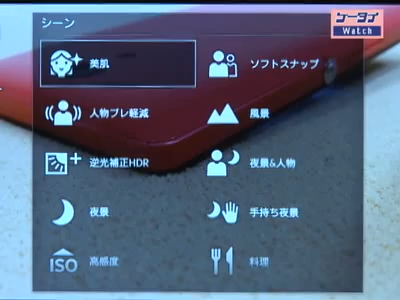 シーン
ケータイ
Watch
美肌
ソフトスナップ
人物ブレ軽減
風景
逆光補正HDR
夜景&人物
夜景
手持ち夜景
ISO
高感度
料理